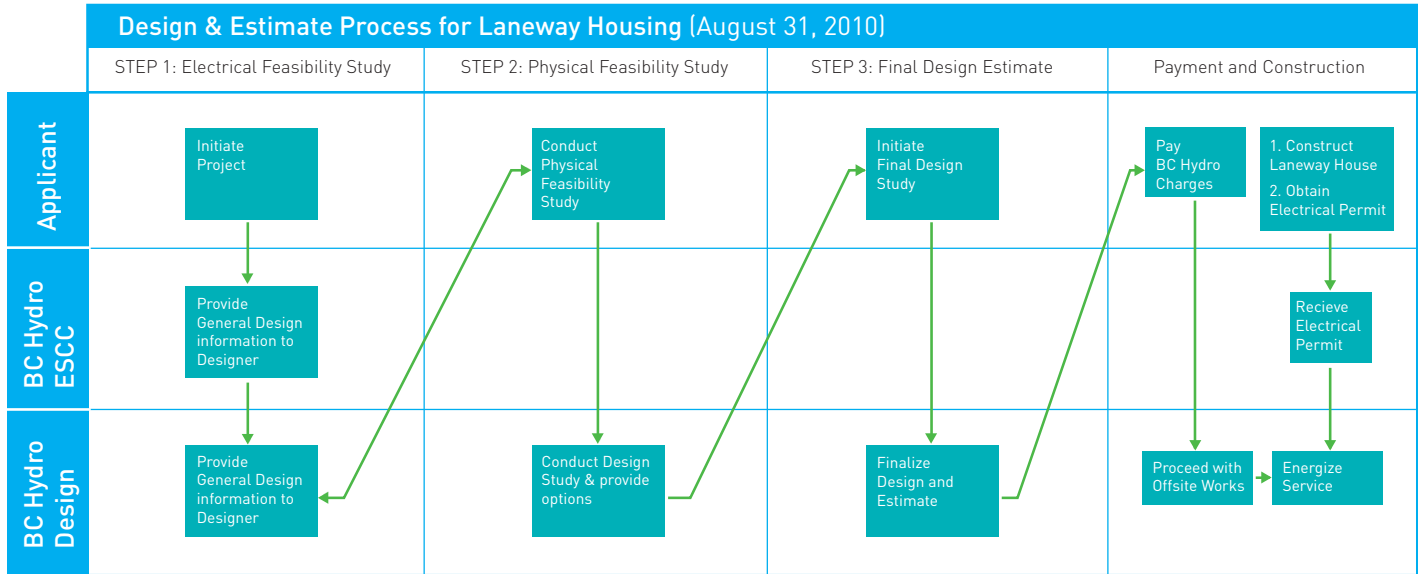 Design & Estimate Process for Laneway Housing (August 31, 2010)
STEP 1: Electrical Feasibility Study
STEP 2: Physical Feasibility Study
STEP 3: Final Design Estimate
Payment and Construction
Applicant
Initiate
Project
Conduct
Physical
Feasibility
Study
Initiate
Final Design
Study
Pay
BC Hydro
Charges
1. Construct
Laneway House
2. Obtain
Electrical Permit
BC Hydro
ESCC
Provide
General Design
information to
Designer
Recieve
Electrical
Permit
BC Hydro
Design
Provide
General Design
information to
Designer
Conduct Design
Study & provide
options
Finalize
Design and
Estimate
Proceed with
Offsite Works
Energize
Service